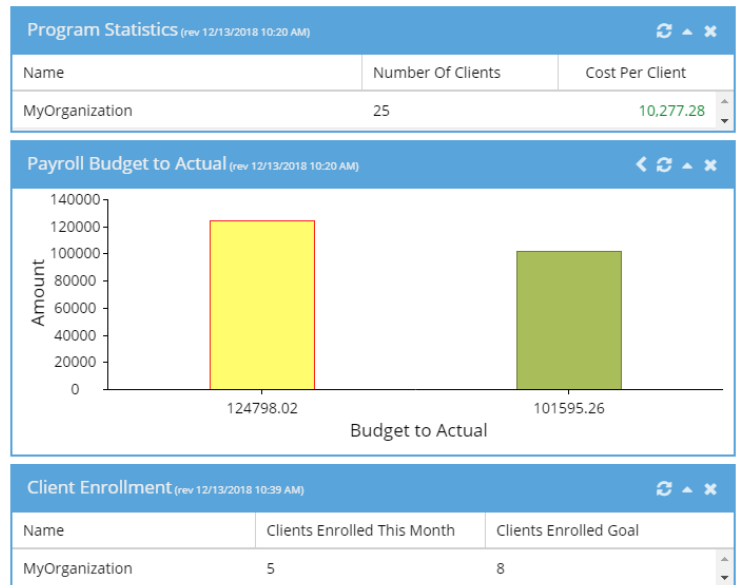 Program Statistics (rev 12/13/2018 10:20 AM)
Name Number Of Clients Cost Per Client
MyOrganization 25 10,277.28
Payroll Budget to Actual (rev 12/13/2018 10:20 AM)
140000
120000
100000
80000
60000
40000
20000
0
Amount
124798.02 101595.26
Budget to Actual
Client Enrollment (rev 12/13/2018 10:39 AM)
Name Clients Enrolled This Month Clients Enrolled Goal
MyOrganization 5 8